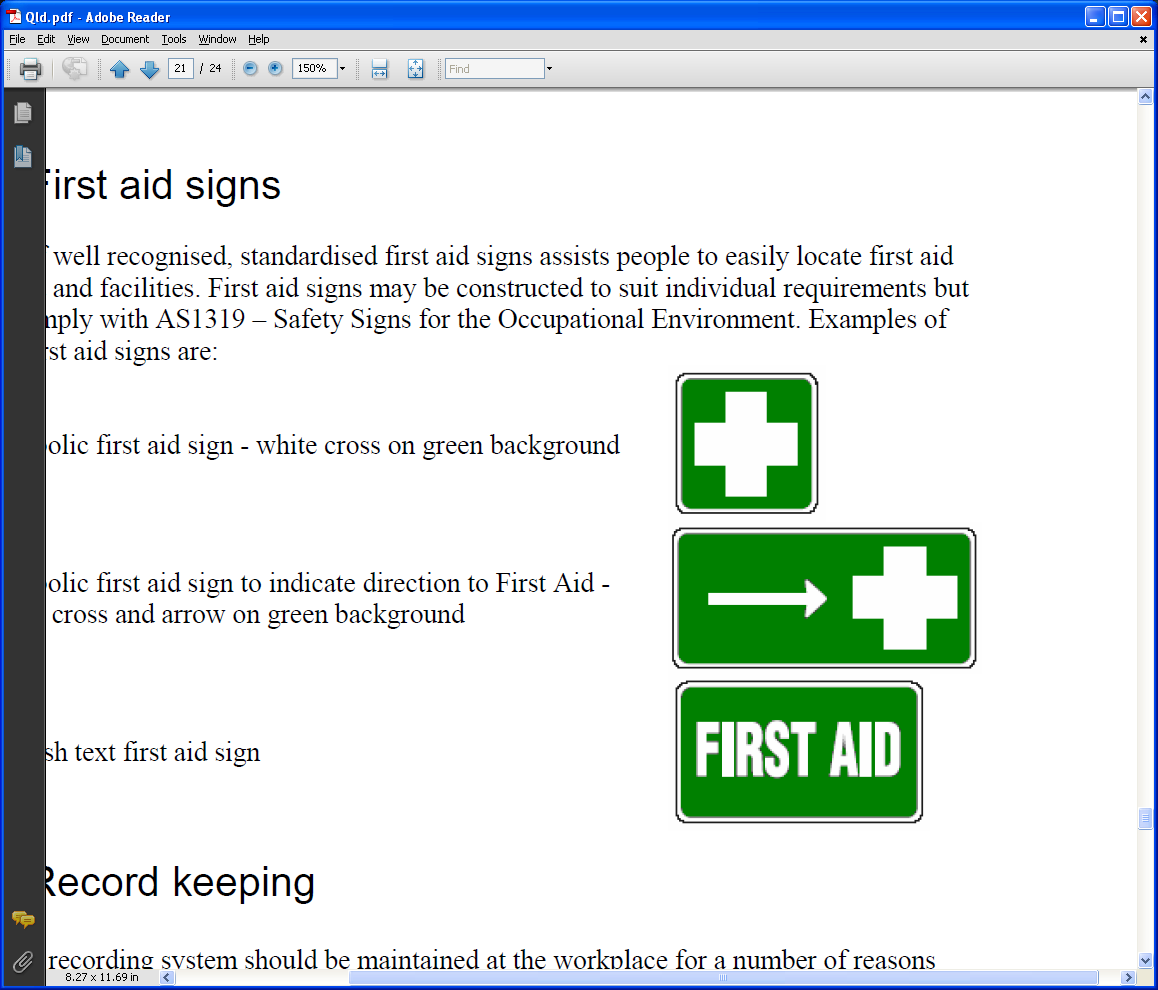 Qld.pdf - Adobe Reader
File Edit View Document Tools Window Help
21 / 24 150% Find
First aid signs
well recognised, standardised first aid signs assists people to easily locate first aid
and facilities. First aid signs may be constructed to suit individual requirements but
mply with AS1319 – Safety Signs for the Occupational Environment. Examples of
rst aid signs are:
olic first aid sign - white cross on green background
olic first aid sign to indicate direction to First Aid -
cross and arrow on green background
sh text first aid sign
FIRST AID
Record keeping
recording system should be maintained at the workplace for a number of reasons
8.27 x 11.69 in